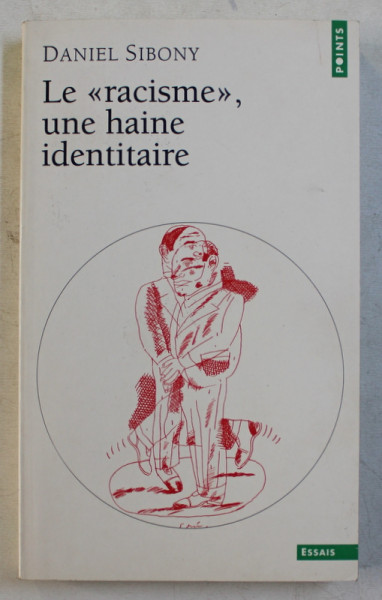 DANIEL SIBONY
Le «racisme»,
une haine
identitaire
POINTS
ESSAIS